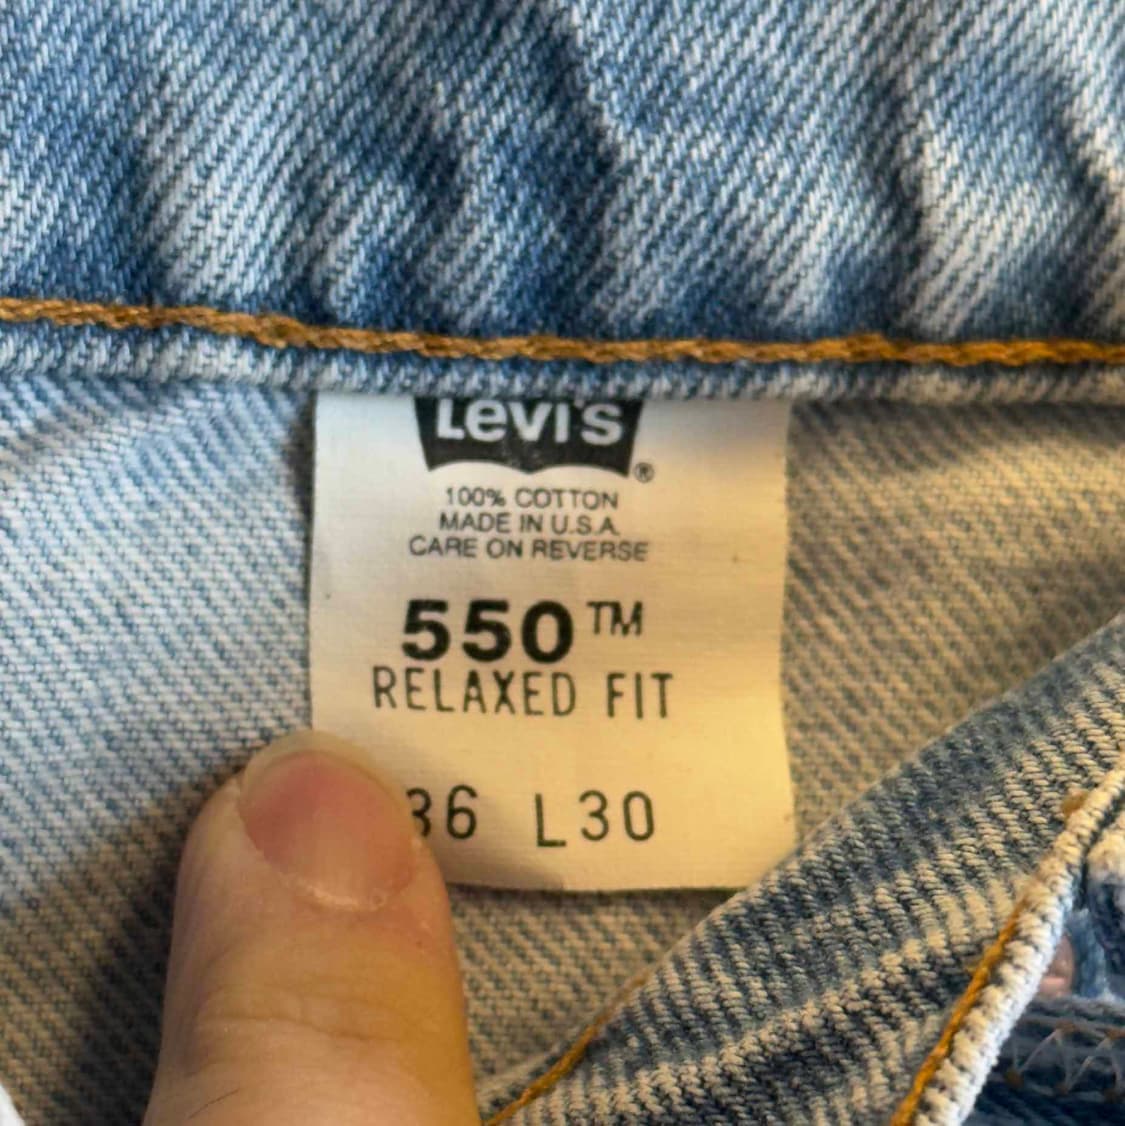 Levi's
®
100% COTTON
MADE IN U.S.A.
CARE ON REVERSE
550™
RELAXED FIT
36 L30